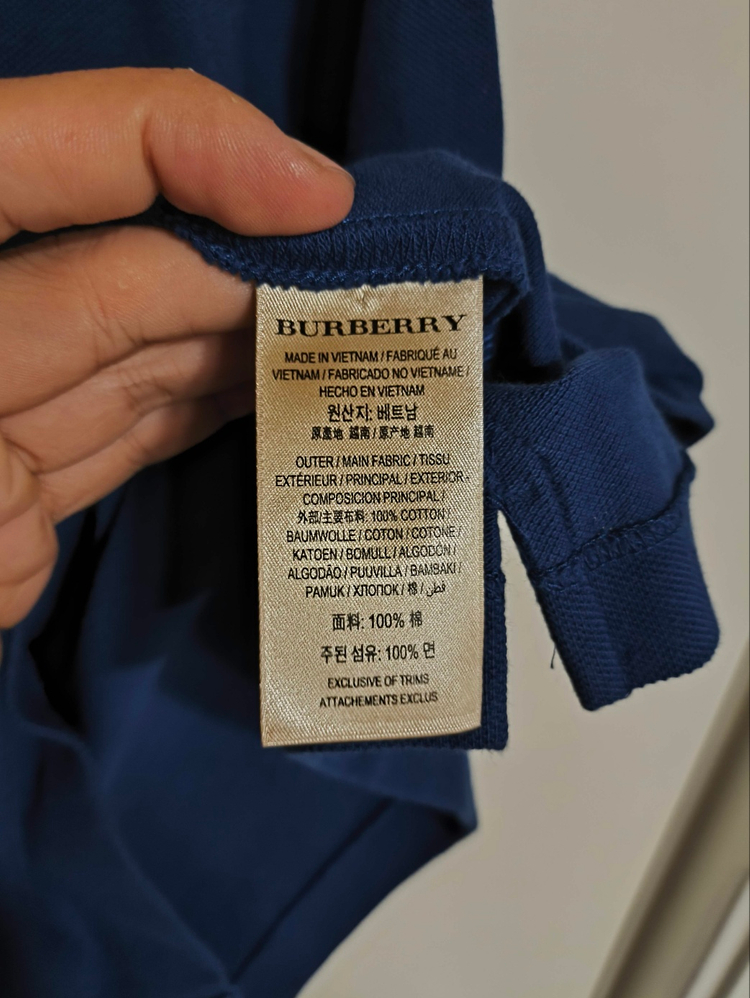 BURBERRY
MADE IN VIETNAM / FABRIQUÉ AU
VIETNAM / FABRICADO NO VIETNAME /
HECHO EN VIETNAM
원산지: 베트남
原產地 越南 / 原产地 越南
OUTER / MAIN FABRIC / TISSU
EXTÉRIEUR / PRINCIPAL / EXTERIOR -
COMPOSICION PRINCIPAL /
外部/主要布料: 100% COTTON /
BAUMWOLLE / COTON / COTONE /
KATOEN / BOMULL / ALGODÓN /
ALGODÃO / PUUVILLA / BAMBAKI /
PAMUK / ХЛОПОК / 棉 / قطن
面料: 100% 棉
주된 섬유: 100% 면
EXCLUSIVE OF TRIMS
ATTACHEMENTS EXCLUS